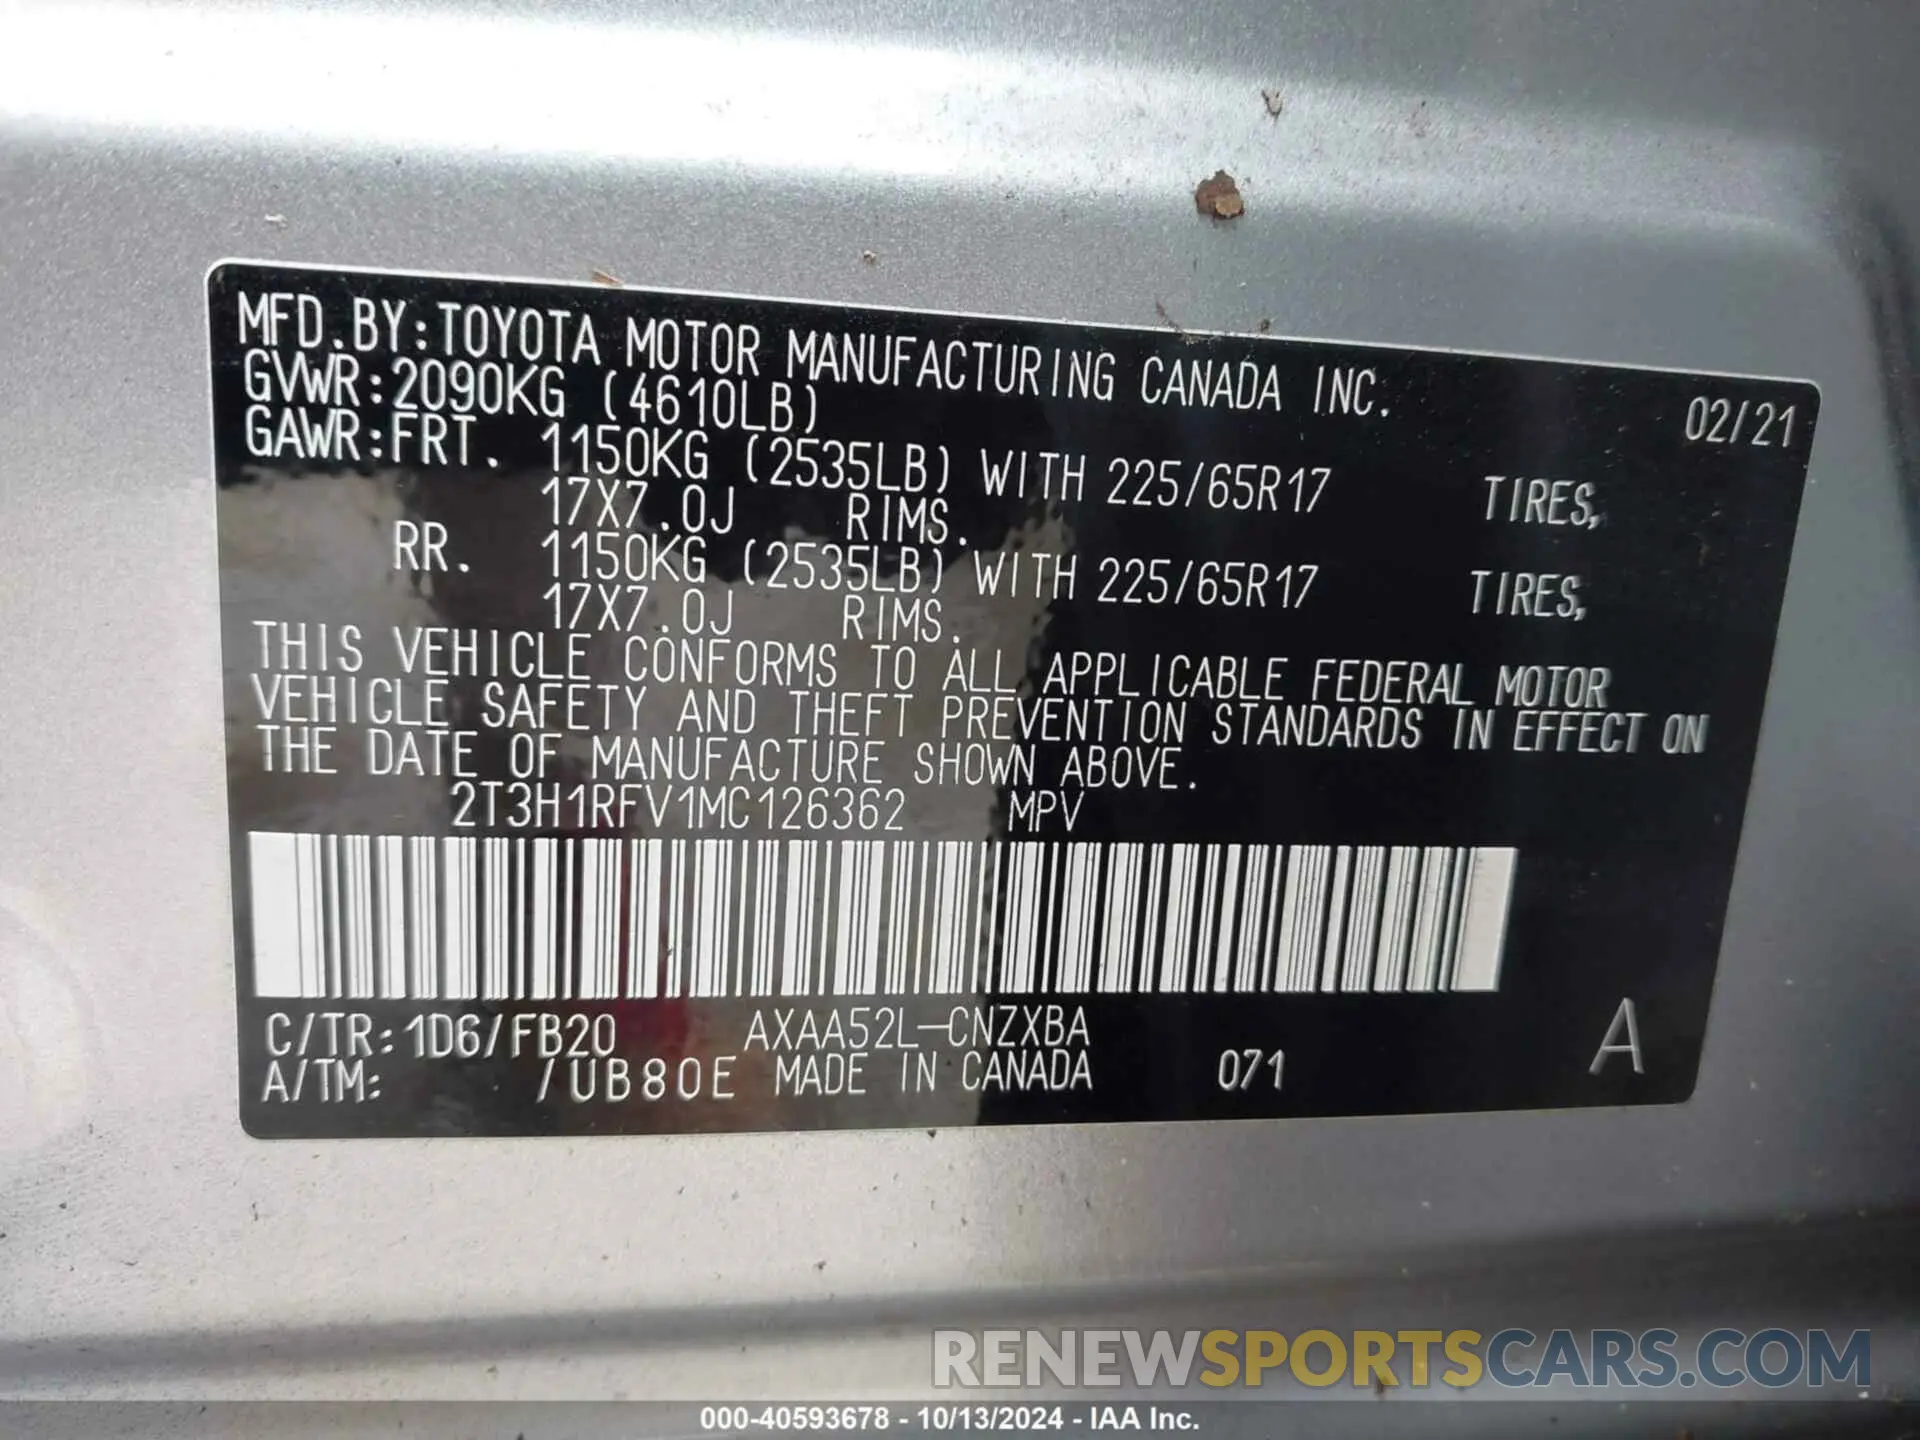 MFD.BY:TOYOTA MOTOR MANUFACTURING CANADA INC. 02/21
GVWR:2090KG (4610LB)
GAWR:FRT. 1150KG (2535LB) WITH 225/65R17 TIRES,
17X7.0J RIMS.
RR. 1150KG (2535LB) WITH 225/65R17 TIRES,
17X7.0J RIMS.
THIS VEHICLE CONFORMS TO ALL APPLICABLE FEDERAL MOTOR
VEHICLE SAFETY AND THEFT PREVENTION STANDARDS IN EFFECT ON
THE DATE OF MANUFACTURE SHOWN ABOVE.
2T3H1RFV1MC126362 MPV
C/TR:1D6/FB20 AXAA52L-CNZXBA
A/TM: /UB80E MADE IN CANADA 071 A
RENEWSPORTSCARS.COM
000-40593678 - 10/13/2024 - IAA Inc.